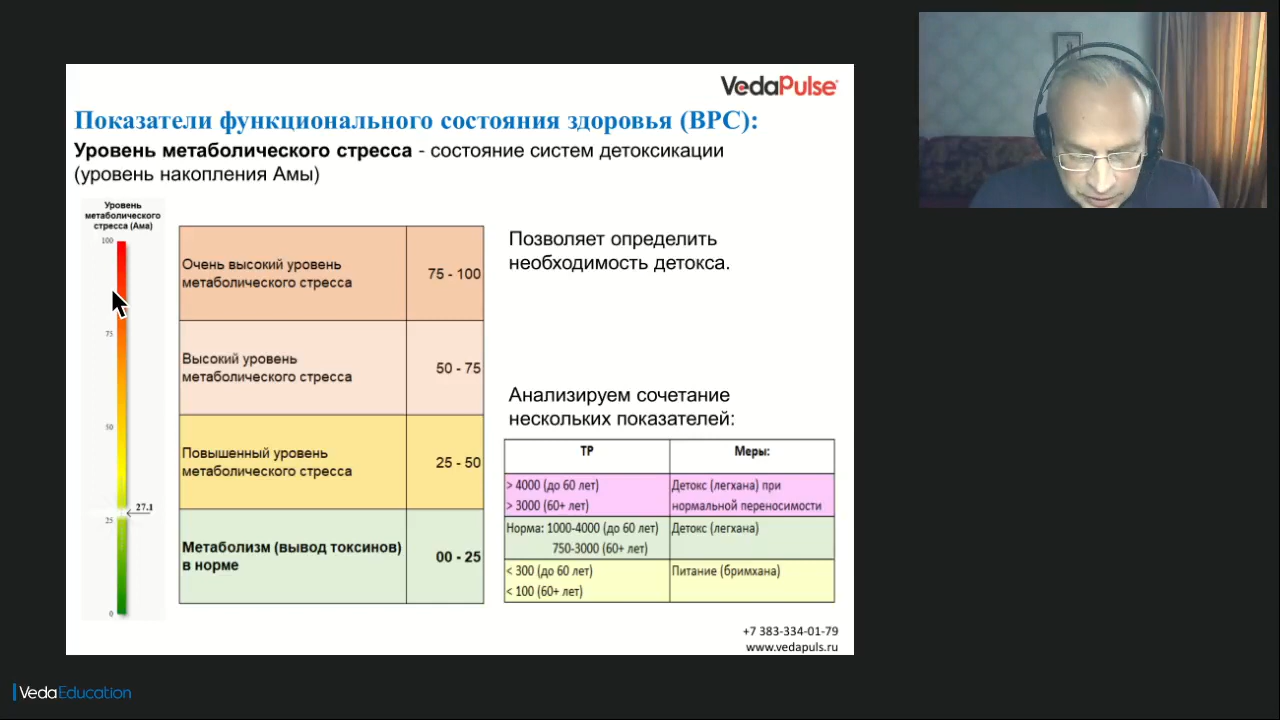 VedaPulse
Показатели функционального состояния здоровья (ВРС):
Уровень метаболического стресса - состояние систем детоксикации
(уровень накопления Амы)
Уровень
метаболического
стресса (Ама)
100
75
50
27.1
25
0
Очень высокий уровень
метаболического стресса
75 - 100
Высокий уровень
метаболического стресса
50 - 75
Повышенный уровень
метаболического стресса
25 - 50
Метаболизм (вывод токсинов)
в норме
00 - 25
Позволяет определить
необходимость детокса.
Анализируем сочетание
нескольких показателей:
ТР
Меры:
> 4000 (до 60 лет)
> 3000 (60+ лет)
Детокс (легхана) при
нормальной переносимости
Норма: 1000-4000 (до 60 лет)
750-3000 (60+ лет)
Детокс (легхана)
< 300 (до 60 лет)
< 100 (60+ лет)
Питание (бримхана)
+7 383-334-01-79
www.vedapuls.ru
VedaEducation